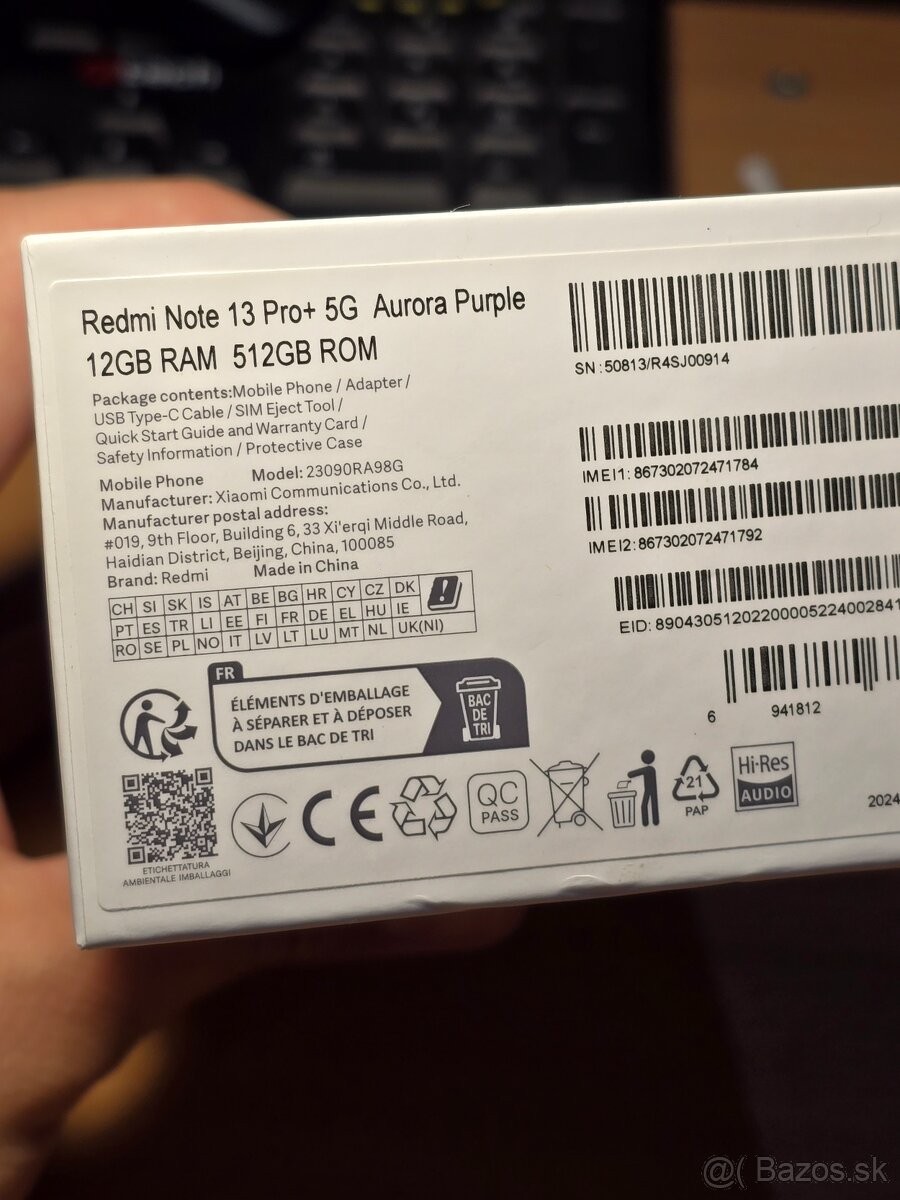 Redmi Note 13 Pro+ 5G Aurora Purple
12GB RAM 512GB ROM
Package contents:Mobile Phone / Adapter /
USB Type-C Cable / SIM Eject Tool /
Quick Start Guide and Warranty Card /
Safety Information / Protective Case
Mobile Phone Model: 23090RA98G
Manufacturer: Xiaomi Communications Co., Ltd.
Manufacturer postal address:
#019, 9th Floor, Building 6, 33 Xi'erqi Middle Road,
Haidian District, Beijing, China, 100085
Brand: Redmi Made in China
CH SI SK IS AT BE BG HR CY CZ DK
PT ES TR LI EE FI FR DE EL HU IE
RO SE PL NO IT LV LT LU MT NL UK(NI)
FR
ÉLÉMENTS D'EMBALLAGE
À SÉPARER ET À DÉPOSER
DANS LE BAC DE TRI
BAC
DE
TRI
ETICHETTATURA
AMBIENTALE IMBALLAGGI
CE
QC
PASS
21
PAP
Hi-Res
AUDIO
SN:50813/R4SJ00914
IMEI1: 867302072471784
IMEI2: 867302072471792
EID: 8904305120220000522400284
6 941812
2024
@( Bazos.sk